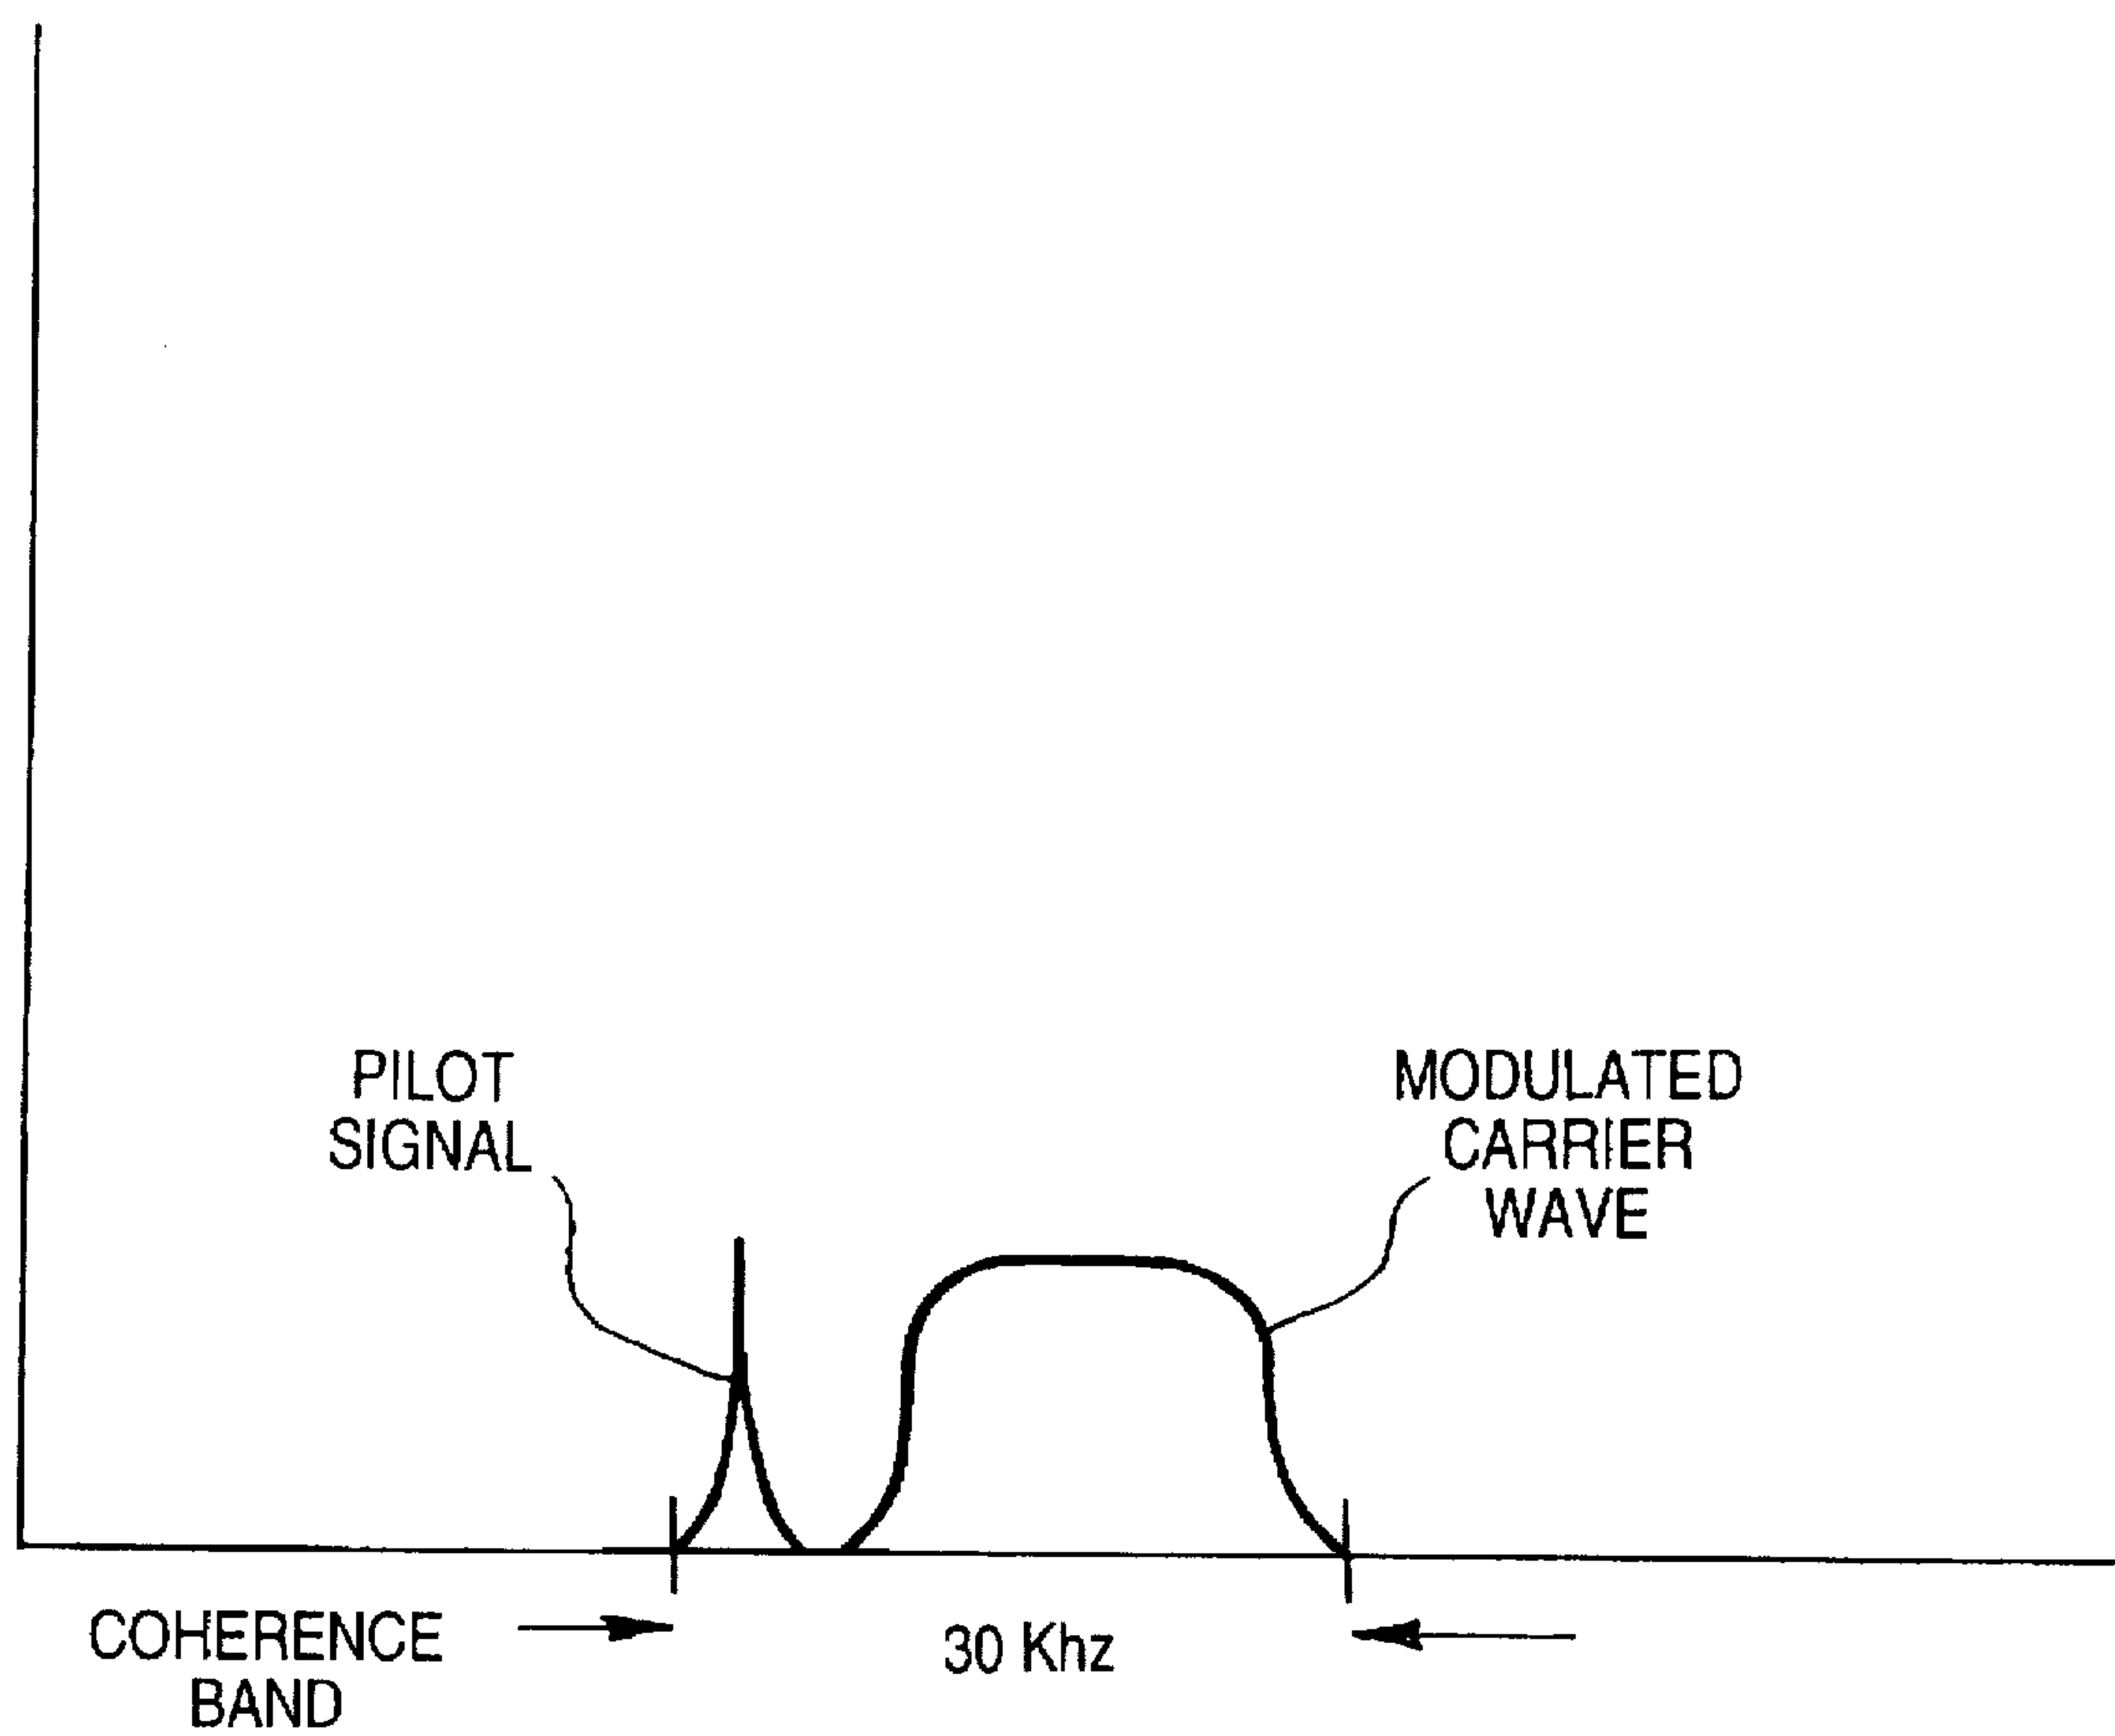 PILOT
SIGNAL
MODULATED
CARRIER
WAVE
COHERENCE
BAND
30 Khz